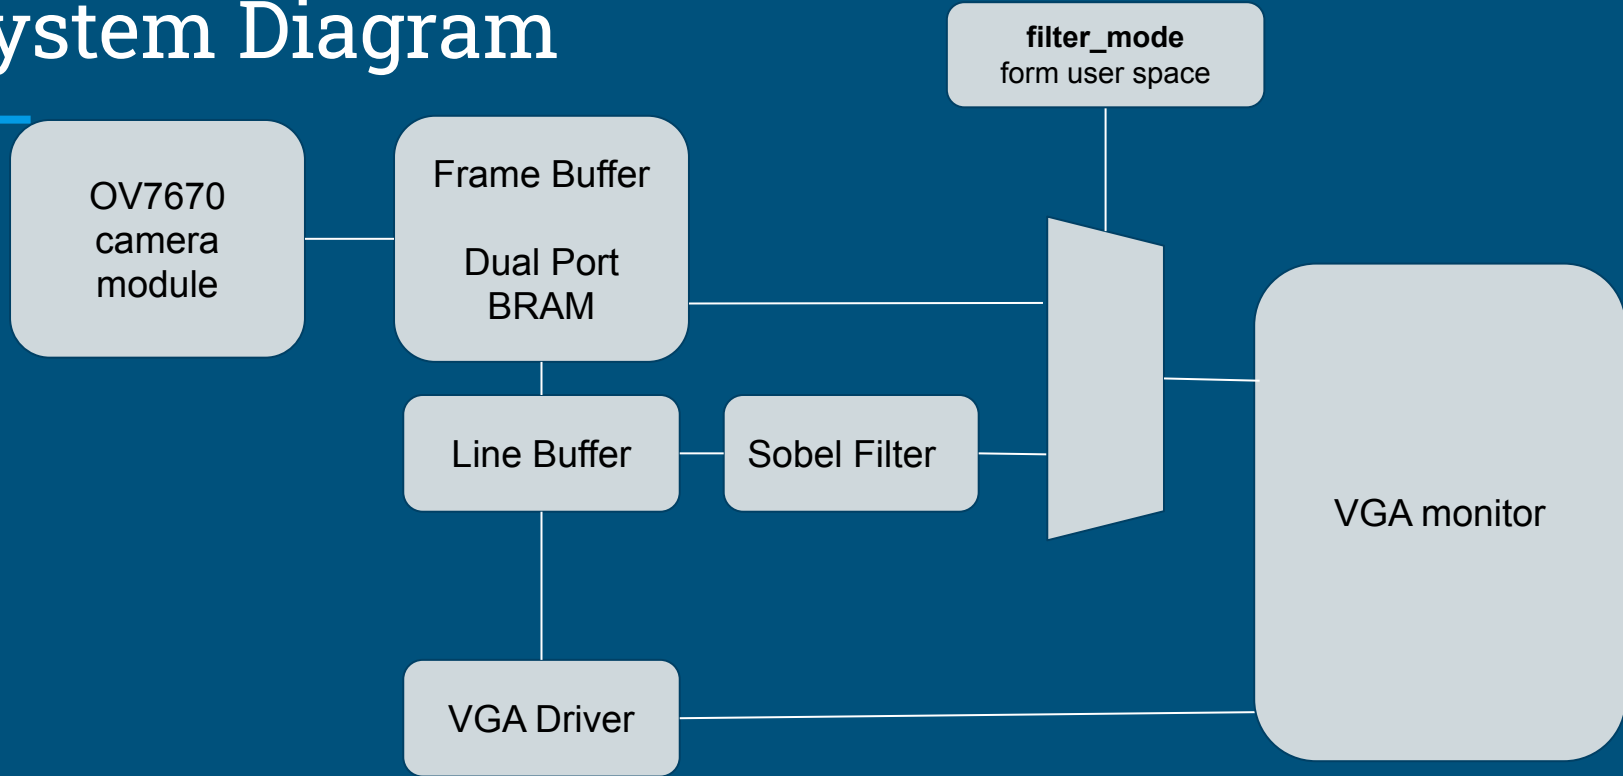 ystem Diagram
filter_mode
form user space
OV7670
camera
module
Frame Buffer
Dual Port
BRAM
Line Buffer
Sobel Filter
VGA monitor
VGA Driver